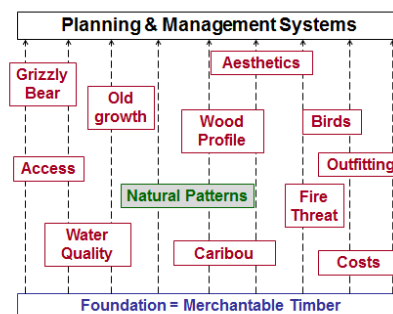 Planning & Management Systems
Aesthetics
Grizzly
Bear
Old
growth
Wood
Profile
Birds
Access
Outfitting
Natural Patterns
Fire
Threat
Water
Quality
Caribou
Costs
Foundation = Merchantable Timber